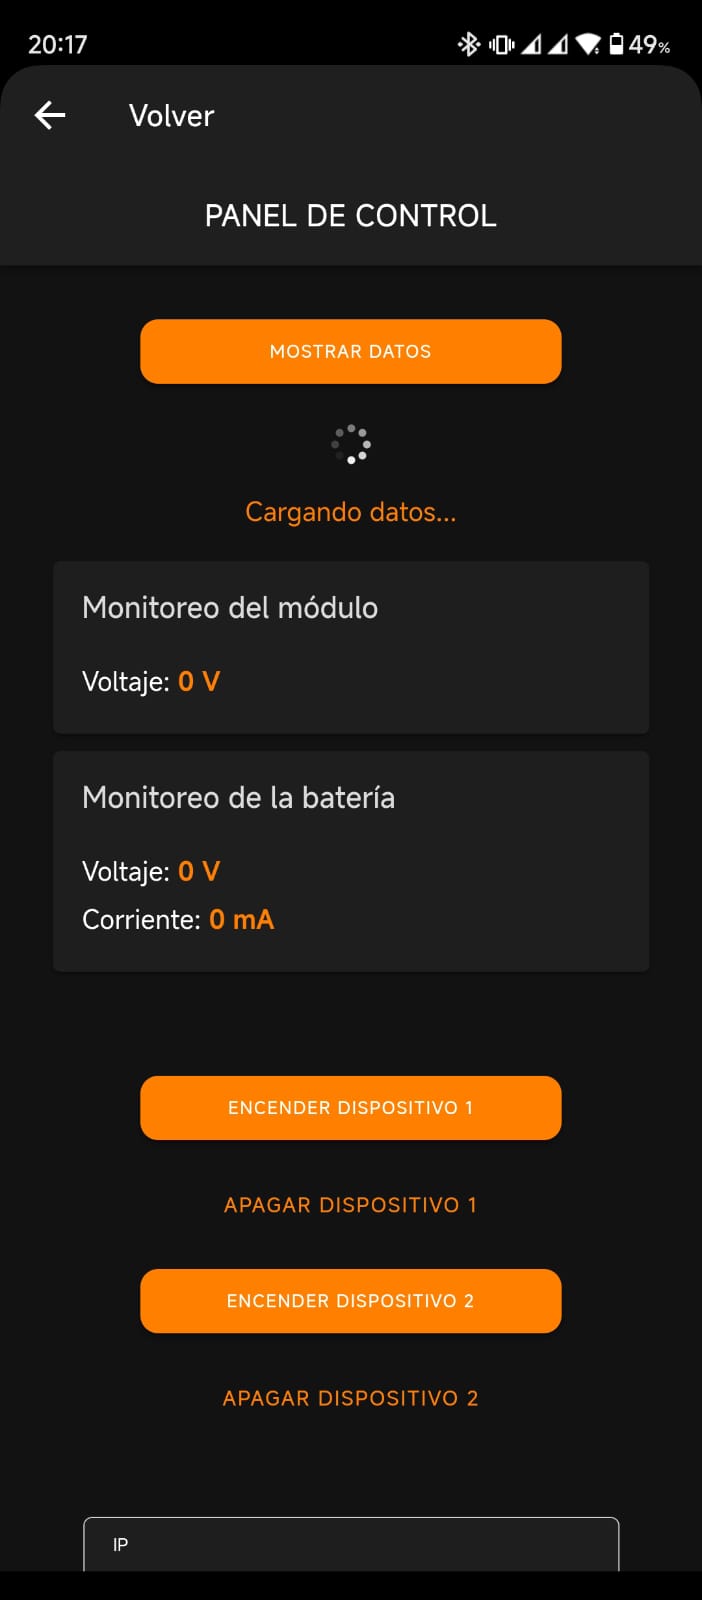 20:17
49%
Volver
PANEL DE CONTROL
MOSTRAR DATOS
Cargando datos...
Monitoreo del módulo
Voltaje: 0 V
Monitoreo de la batería
Voltaje: 0 V
Corriente: 0 mA
ENCENDER DISPOSITIVO 1
APAGAR DISPOSITIVO 1
ENCENDER DISPOSITIVO 2
APAGAR DISPOSITIVO 2
IP